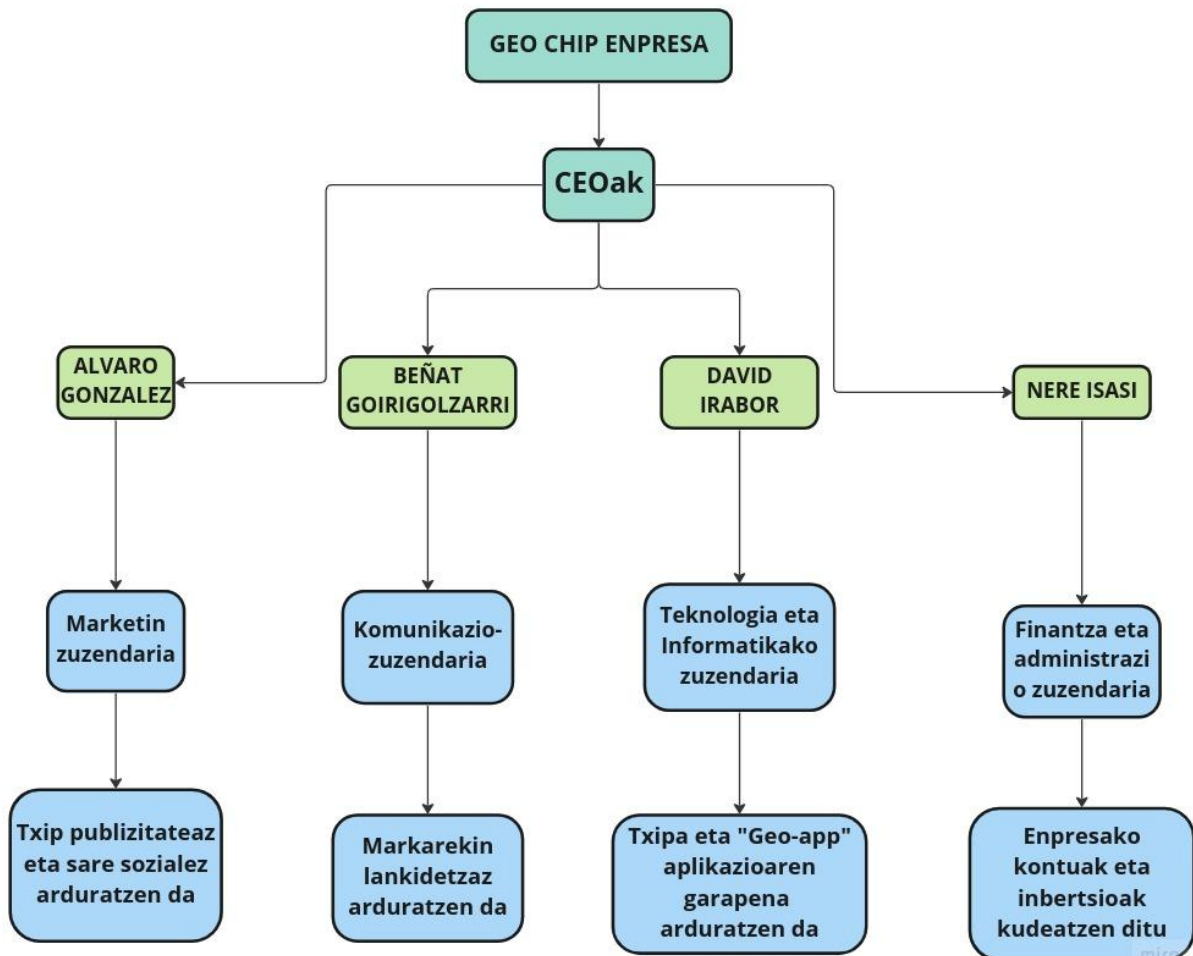 GEO CHIP ENPRESA
CEOak
ALVARO
GONZALEZ
BEÑAT
GOIRIGOLZARRI
DAVID
IRABOR
NERE ISASI
Marketin
zuzendaria
Komunikazio-
zuzendaria
Teknologia eta
Informatikako
zuzendaria
Finantza eta
administrazi
o zuzendaria
Txip publizitateaz
eta sare sozialez
arduratzen da
Markarekin
lankidetzaz
arduratzen da
Txipa eta "Geo-app"
aplikazioaren
garapena
arduratzen da
Enpresako
kontuak eta
inbertsioak
kudeatzen ditu
miro